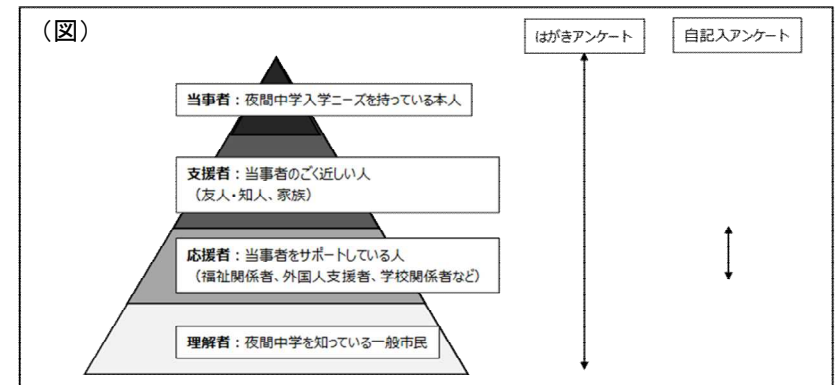 （図）
はがきアンケート
自記入アンケート
当事者：夜間中学入学ニーズを持っている本人
支援者：当事者のごく近しい人
（友人・知人、家族）
応援者：当事者をサポートしている人
（福祉関係者、外国人支援者、学校関係者など）
理解者：夜間中学を知っている一般市民